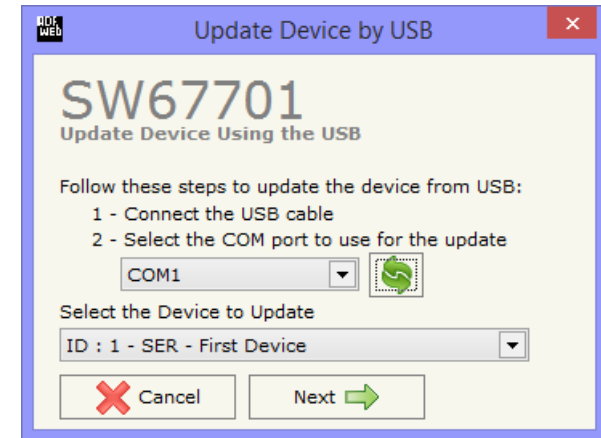 ADF
WEB
Update Device by USB
SW67701
Update Device Using the USB
Follow these steps to update the device from USB:
1 - Connect the USB cable
2 - Select the COM port to use for the update
COM1
Select the Device to Update
ID : 1 - SER - First Device
Cancel
Next